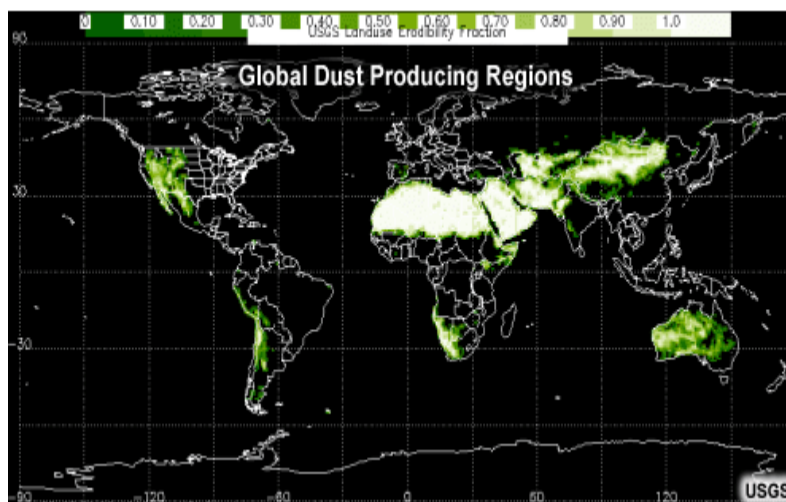 0 0.10 0.20 0.30 0.40 0.50 0.60 0.70 0.80 0.90 1.0
USGS Landuse Erodibility Fraction
90
Global Dust Producing Regions
30
-30
-90 -120 -60 0 60 120
USGS